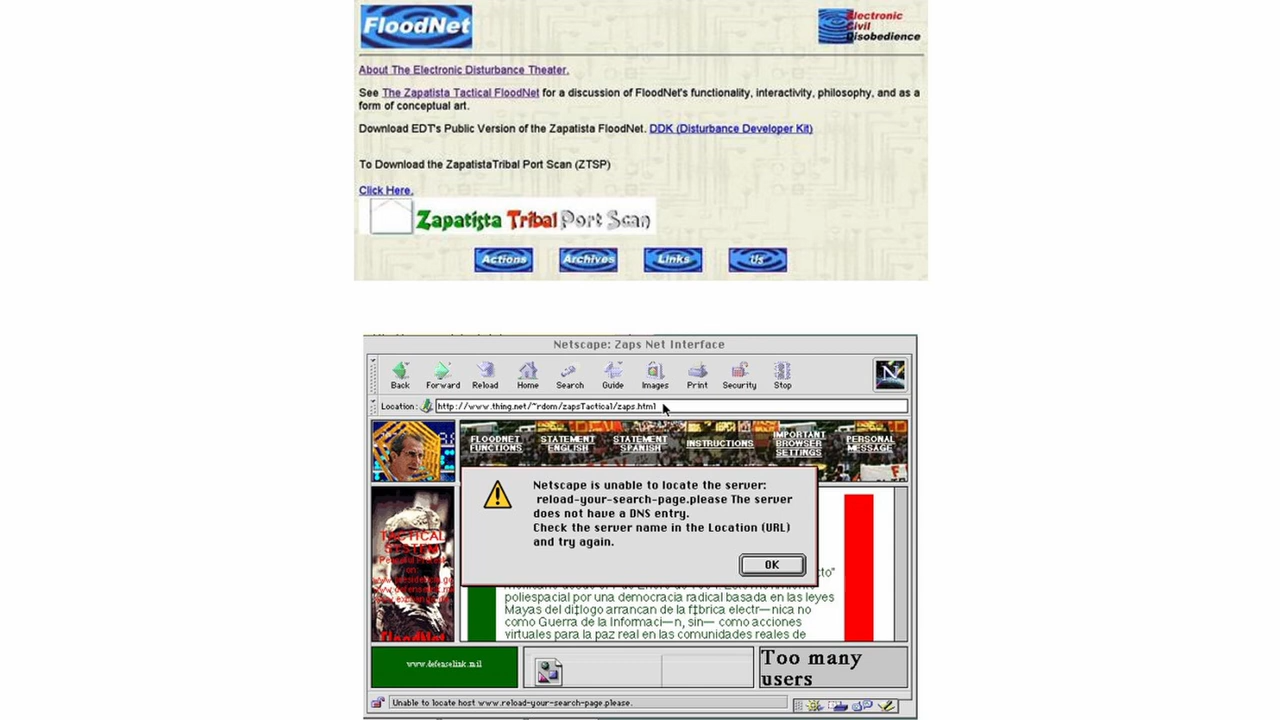 FloodNet
Electronic
Civil
Disobedience
About The Electronic Disturbance Theater.
See The Zapatista Tactical FloodNet for a discussion of FloodNet's functionality, interactivity, philosophy, and as a
form of conceptual art.
Download EDT's Public Version of the Zapatista FloodNet. DDK (Disturbance Developer Kit)
To Download the ZapatistaTribal Port Scan (ZTSP)
Click Here.
Zapatista Tribal Port Scan
Actions Archives Links Us
Netscape: Zaps Net Interface
Back Forward Reload Home Search Guide Images Print Security Stop
N
Location: http://www.thing.net/~rdom/zapsTactical/zaps.html
FLOODNET
FUNCTIONS
STATEMENT
ENGLISH
STATEMENT
SPANISH
INSTRUCTIONS
IMPORTANT
BROWSER
SETTINGS
PERSONAL
MESSAGE
Netscape is unable to locate the server:
reload-your-search-page.please The server
does not have a DNS entry.
Check the server name in the Location (URL)
and try again.
OK
TACTICAL
SYSTEM
on:
FloodNet
poliespacial por una democracia radical basada en las leyes
Mayas del di‡logo arrancan de la f‡brica electr—nica no
como Guerra de la Informaci—n, sin— como acciones
virtuales para la paz real en las comunidades reales de
www.defenselink.mil
Too many
users
Unable to locate host www.reload-your-search-page.please.